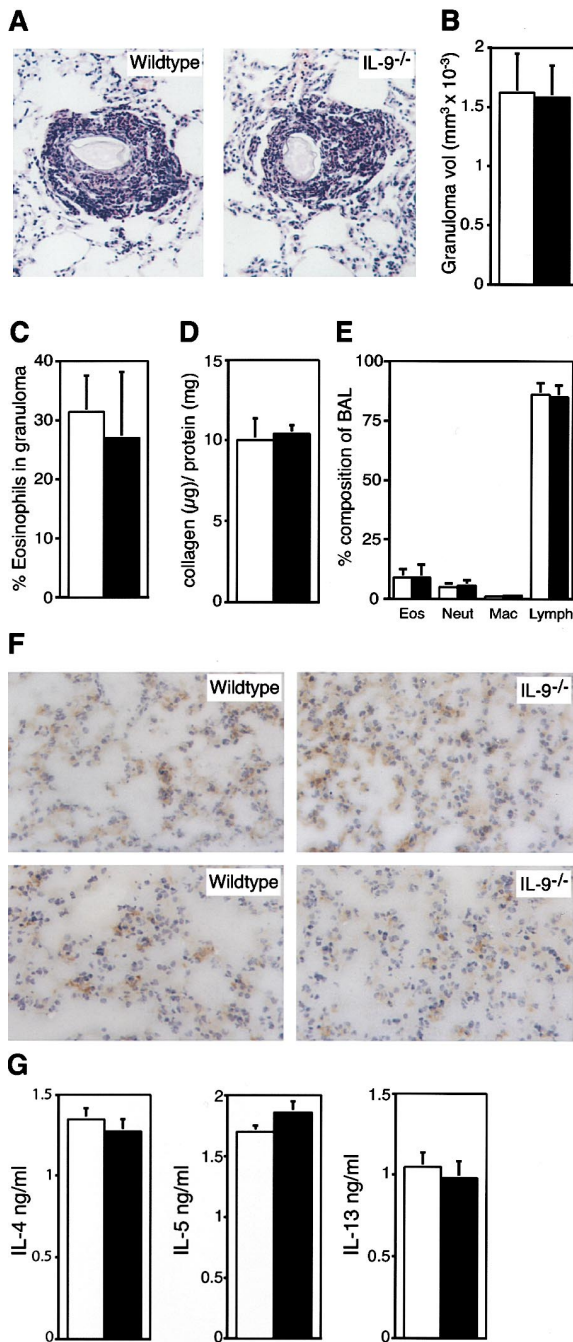 A
Wildtype
IL-9-/-
B
Granuloma vol (mm³ x 10⁻³)
2
1.5
1
0.5
0
C
% Eosinophils in granuloma
40
30
20
10
0
D
collagen (µg)/ protein (mg)
15
10
5
0
E
% composition of BAL
100
75
50
25
0
Eos Neut Mac Lymph
F
Wildtype
IL-9-/-
Wildtype
IL-9-/-
G
IL-4 ng/ml
1.5
1
0.5
0
IL-5 ng/ml
2
1.5
1
0.5
0
IL-13 ng/ml
1.5
1
0.5
0